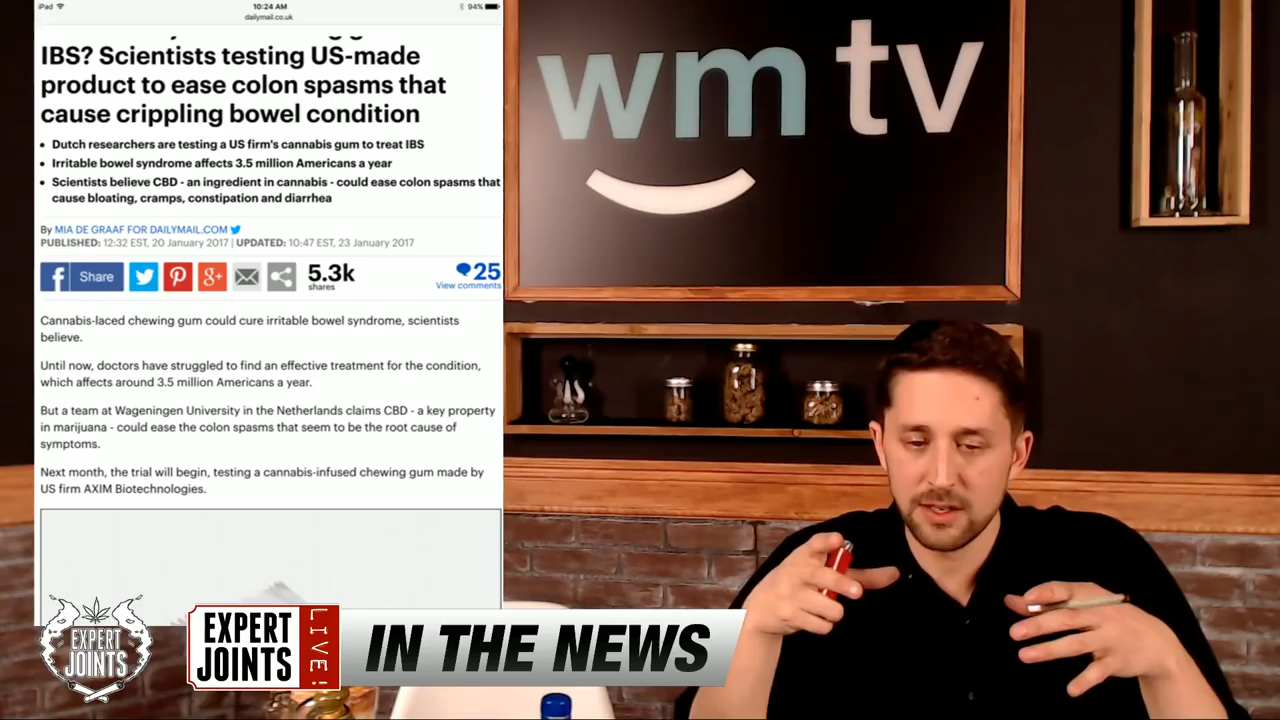 iPad
10:24 AM
94%
dailymail.co.uk
IBS? Scientists testing US-made
product to ease colon spasms that
cause crippling bowel condition
• Dutch researchers are testing a US firm's cannabis gum to treat IBS
• Irritable bowel syndrome affects 3.5 million Americans a year
• Scientists believe CBD - an ingredient in cannabis - could ease colon spasms that
cause bloating, cramps, constipation and diarrhea
By MIA DE GRAAF FOR DAILYMAIL.COM
PUBLISHED: 12:32 EST, 20 January 2017 | UPDATED: 10:47 EST, 23 January 2017
f Share
g+
5.3k
shares
25
View comments
Cannabis-laced chewing gum could cure irritable bowel syndrome, scientists
believe.
Until now, doctors have struggled to find an effective treatment for the condition,
which affects around 3.5 million Americans a year.
But a team at Wageningen University in the Netherlands claims CBD - a key property
in marijuana - could ease the colon spasms that seem to be the root cause of
symptoms.
Next month, the trial will begin, testing a cannabis-infused chewing gum made by
US firm AXIM Biotechnologies.
wm tv
EXPERT
JOINTS
EXPERT
JOINTS
LIVE!
IN THE NEWS